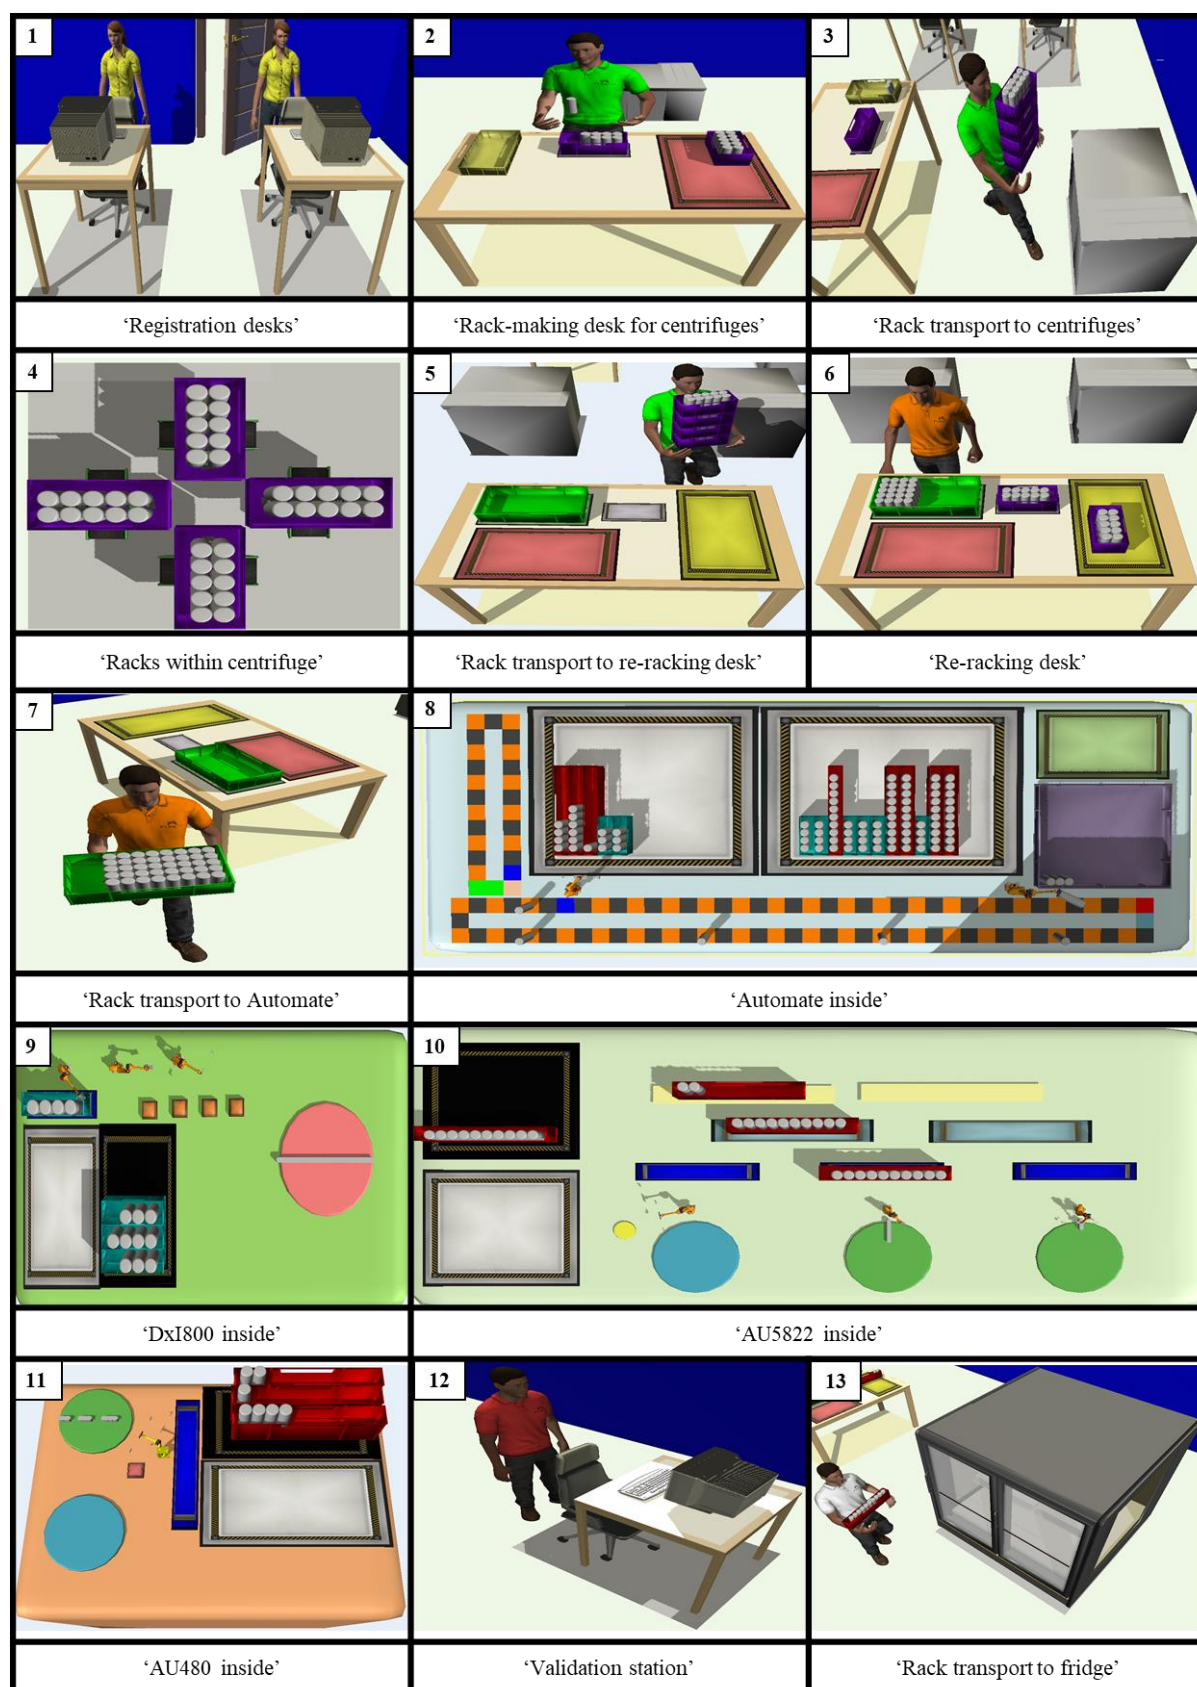 1
2
3
‘Registration desks’
‘Rack-making desk for centrifuges’
‘Rack transport to centrifuges’
4
5
6
‘Racks within centrifuge’
‘Rack transport to re-racking desk’
‘Re-racking desk’
7
8
‘Rack transport to Automate’
‘Automate inside’
9
10
‘DxI800 inside’
‘AU5822 inside’
11
12
13
‘AU480 inside’
‘Validation station’
‘Rack transport to fridge’